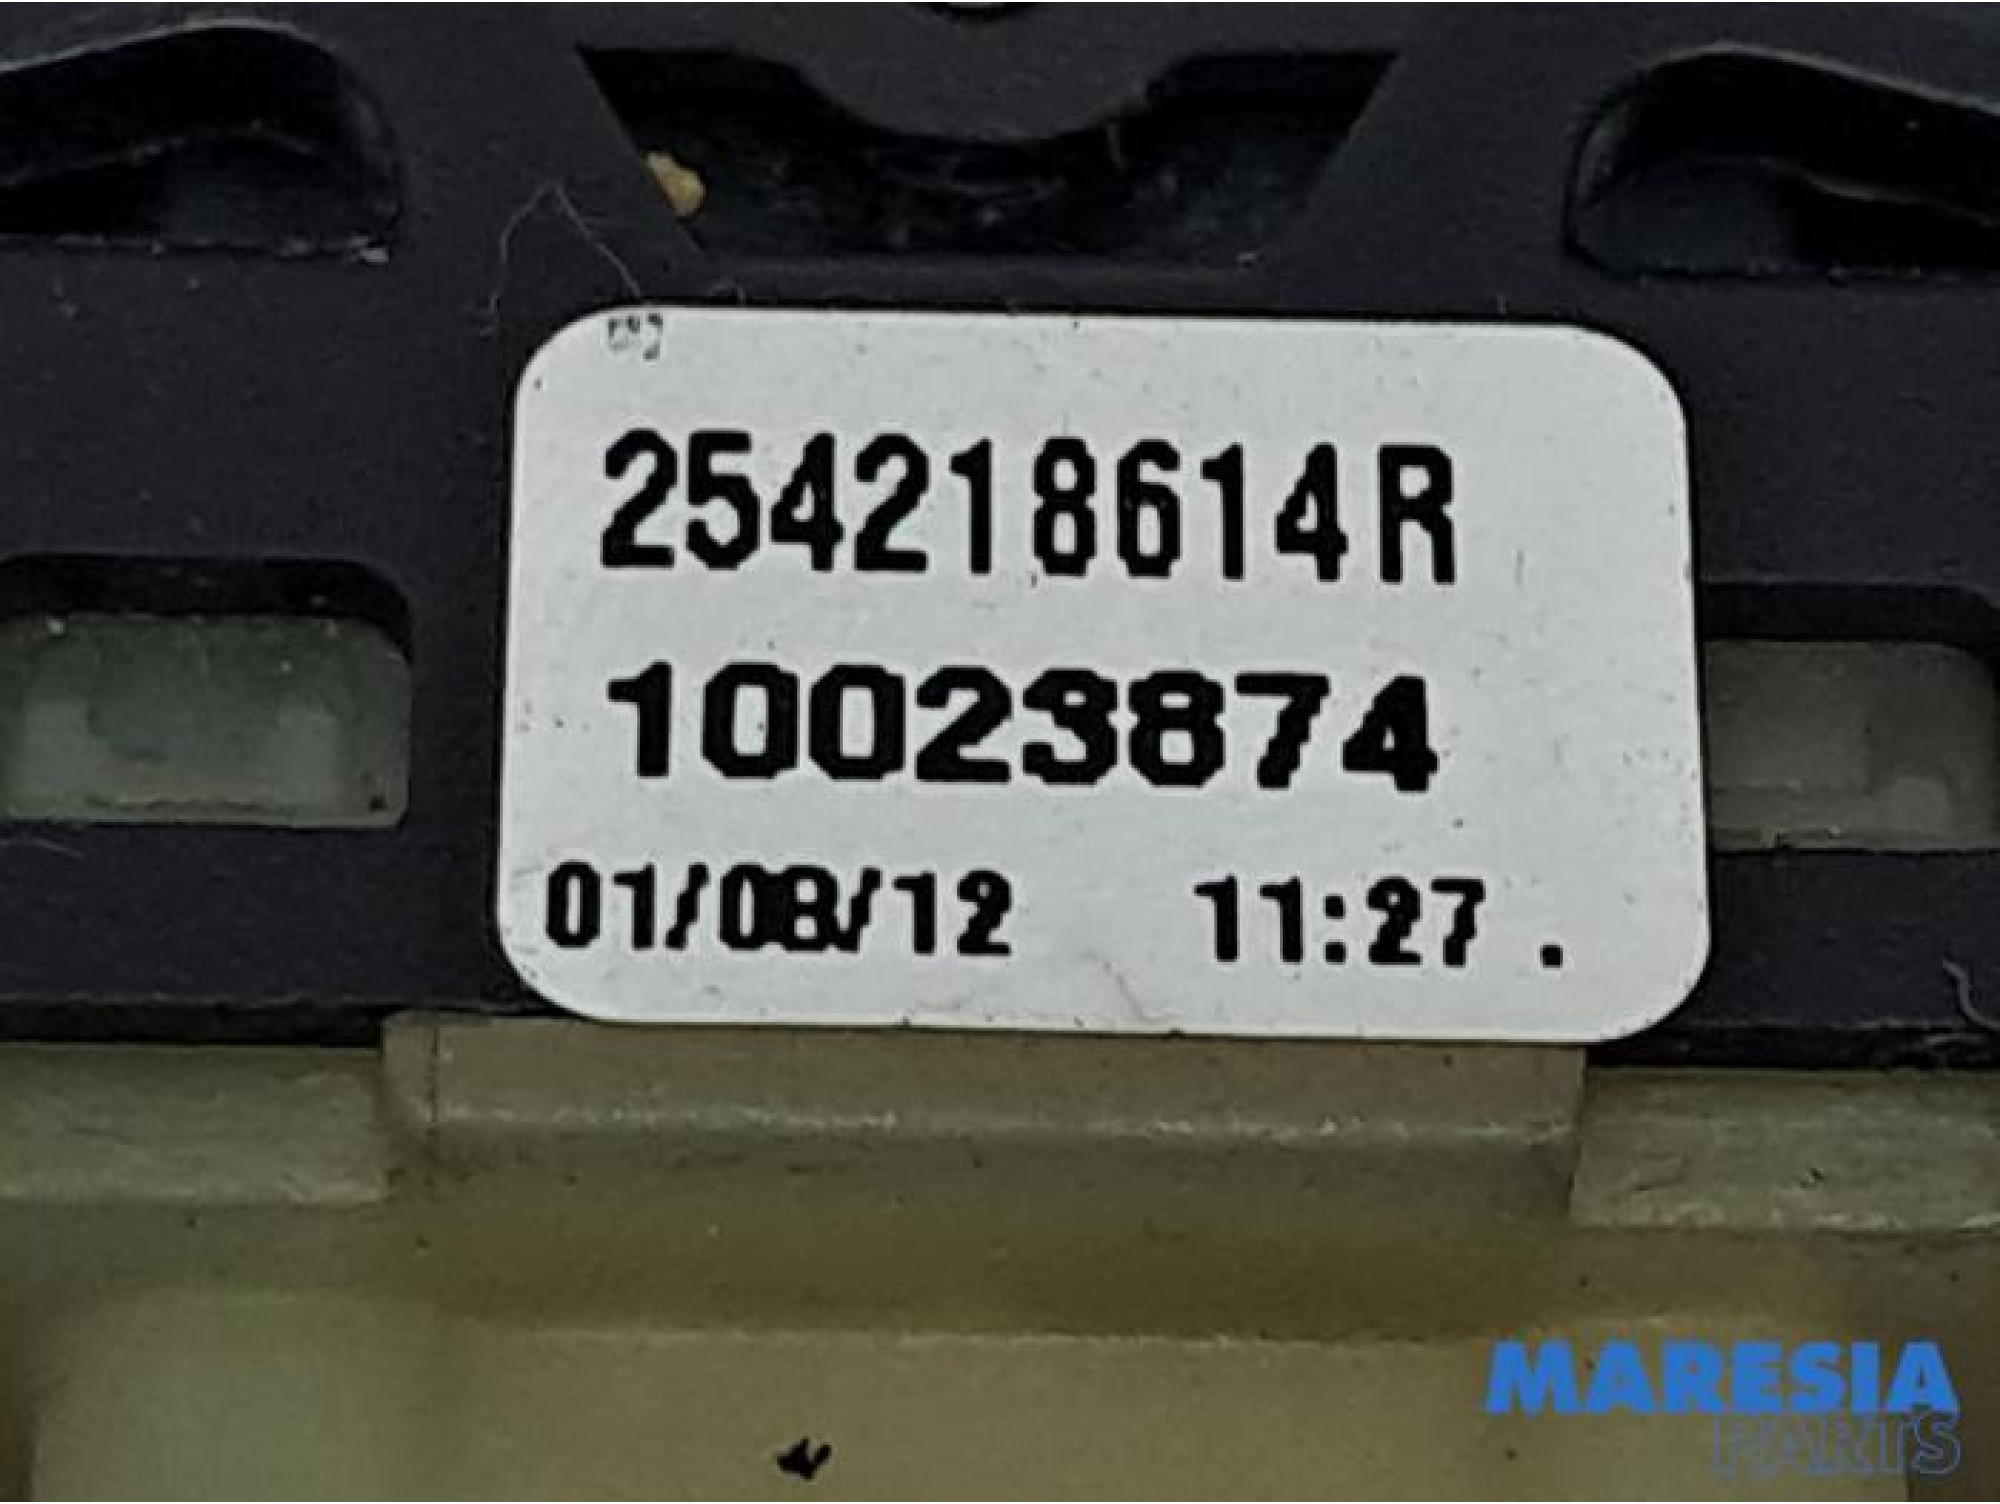 254218614R
10023874
01/08/12 11:27 .
MARESIA
PARTS